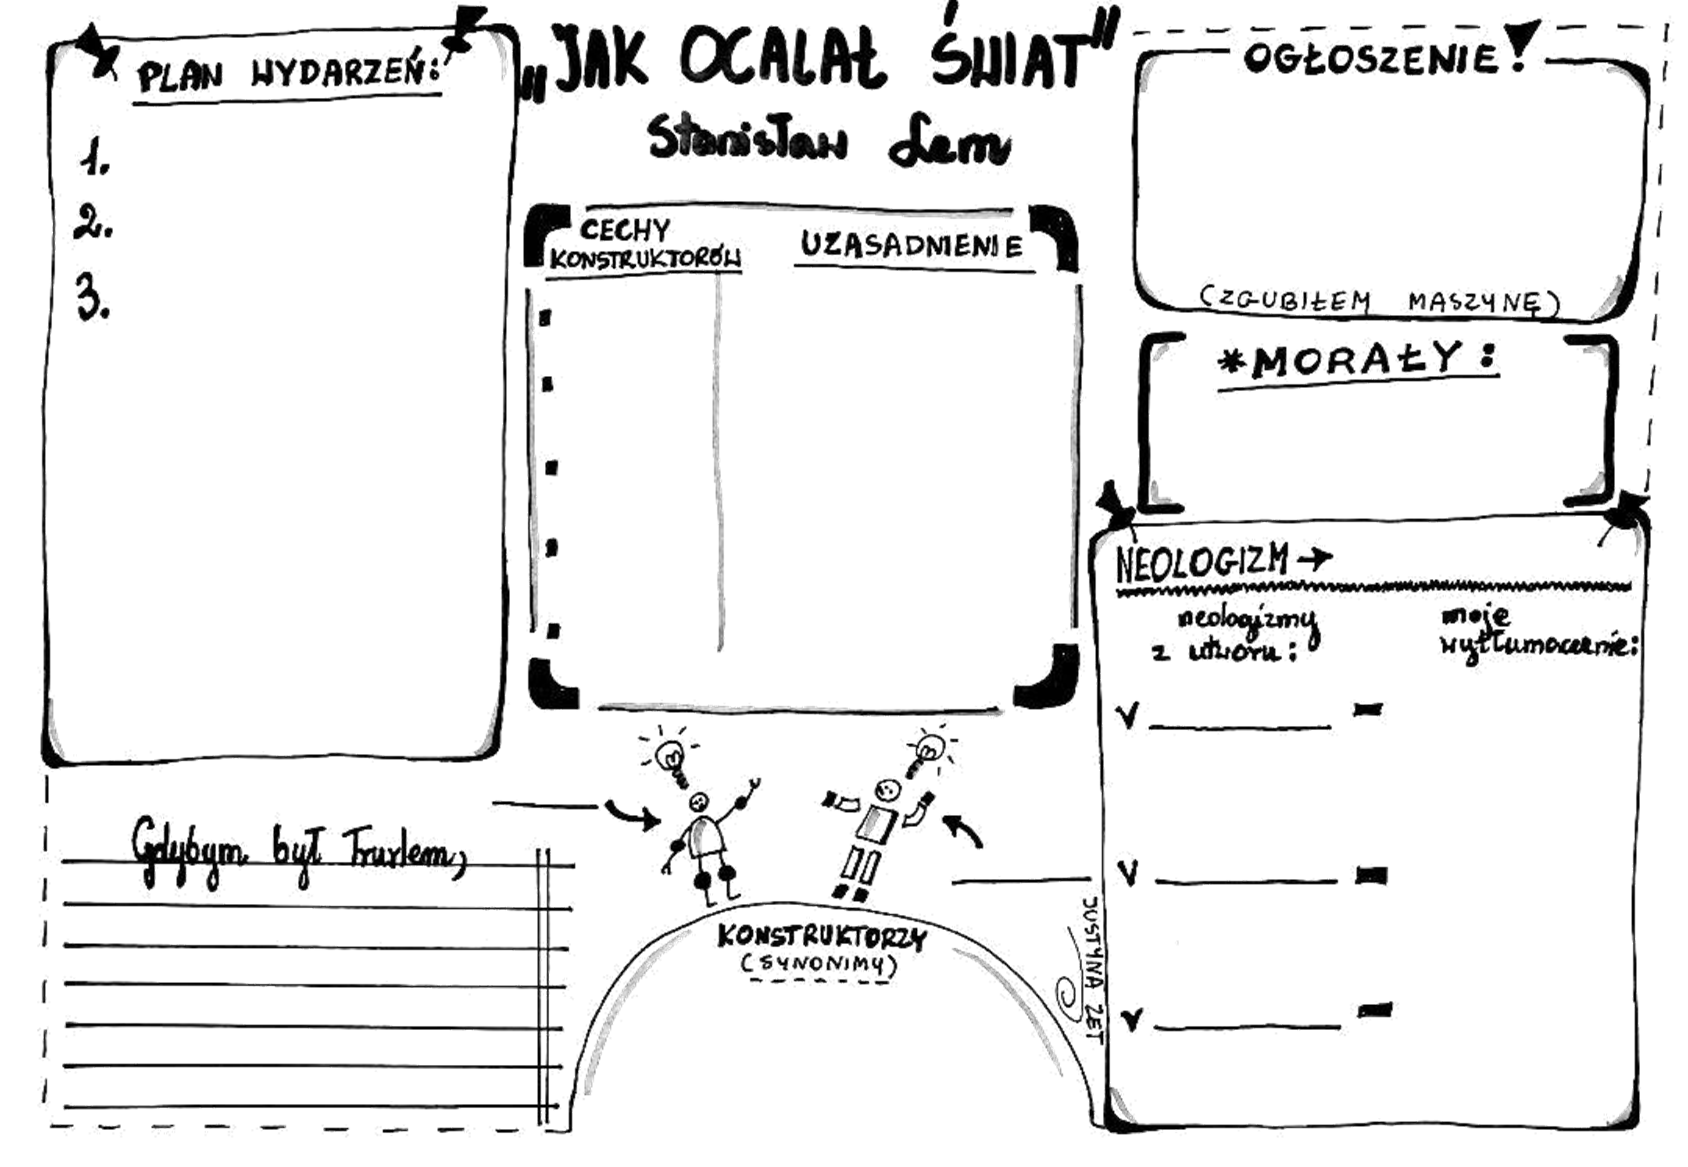 „JAK OCALAŁ ŚWIAT”
Stanisław Lem
PLAN WYDARZEŃ:
1.
2.
3.
CECHY
KONSTRUKTORÓW
UZASADNIENIE
OGŁOSZENIE!
(ZGUBIŁEM MASZYNĘ)
*MORAŁY:
NEOLOGIZM →
neologizmy
z utworu:
moje
wytłumaczenie:
Gdybym był Trurlem,
KONSTRUKTORZY
(SYNONIMY)
JUSTYNA ZET